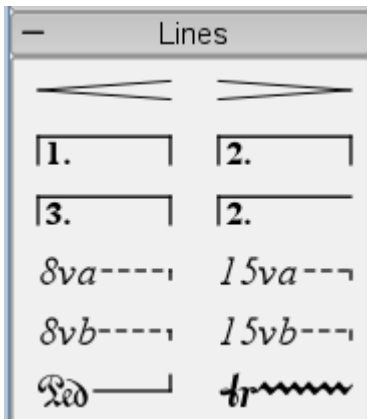 Lines
1. 2.
3. 2.
8va 15va
8vb 15vb
Ped tr